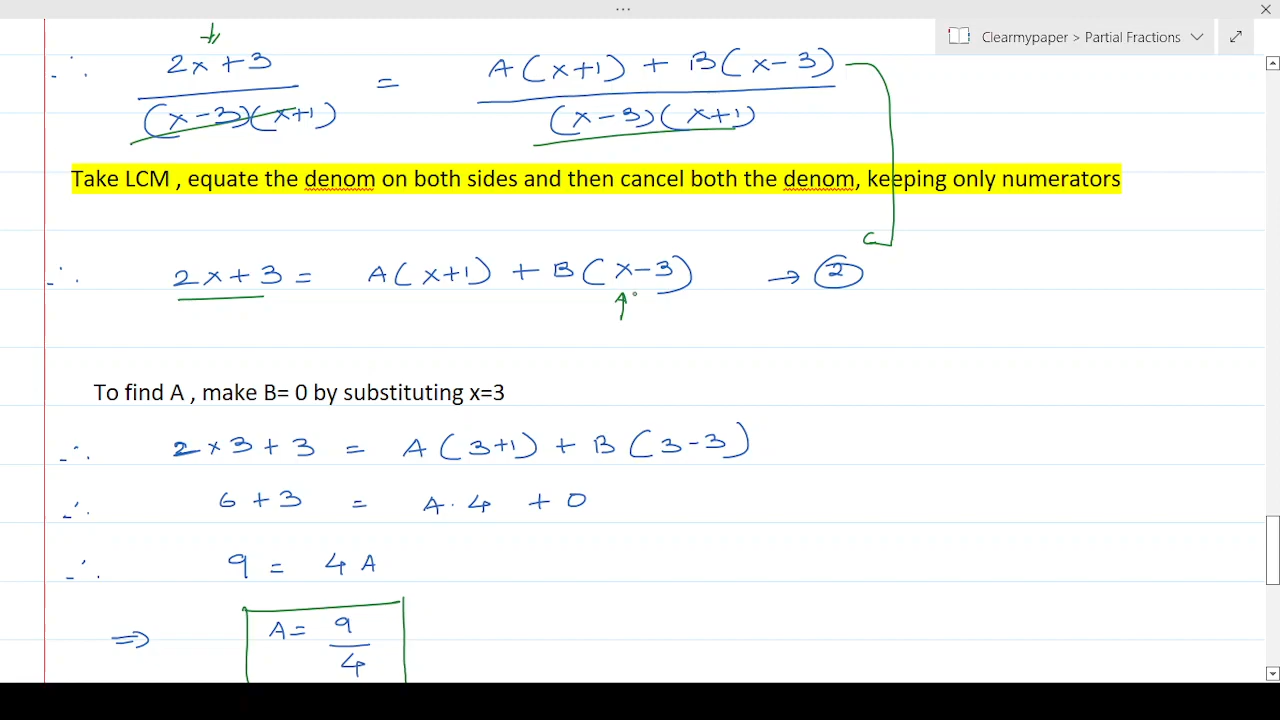 Clearmypaper > Partial Fractions
∴ (2x+3)/((x-3)(x+1)) = (A(x+1) + B(x-3))/((x-3)(x+1))
Take LCM , equate the denom on both sides and then cancel both the denom, keeping only numerators
∴ 2x+3 = A(x+1) + B(x-3) → ②
To find A , make B= 0 by substituting x=3
∴ 2×3+3 = A(3+1) + B(3-3)
∴ 6+3 = A·4 + 0
∴ 9 = 4A
⇒ A = 9/4